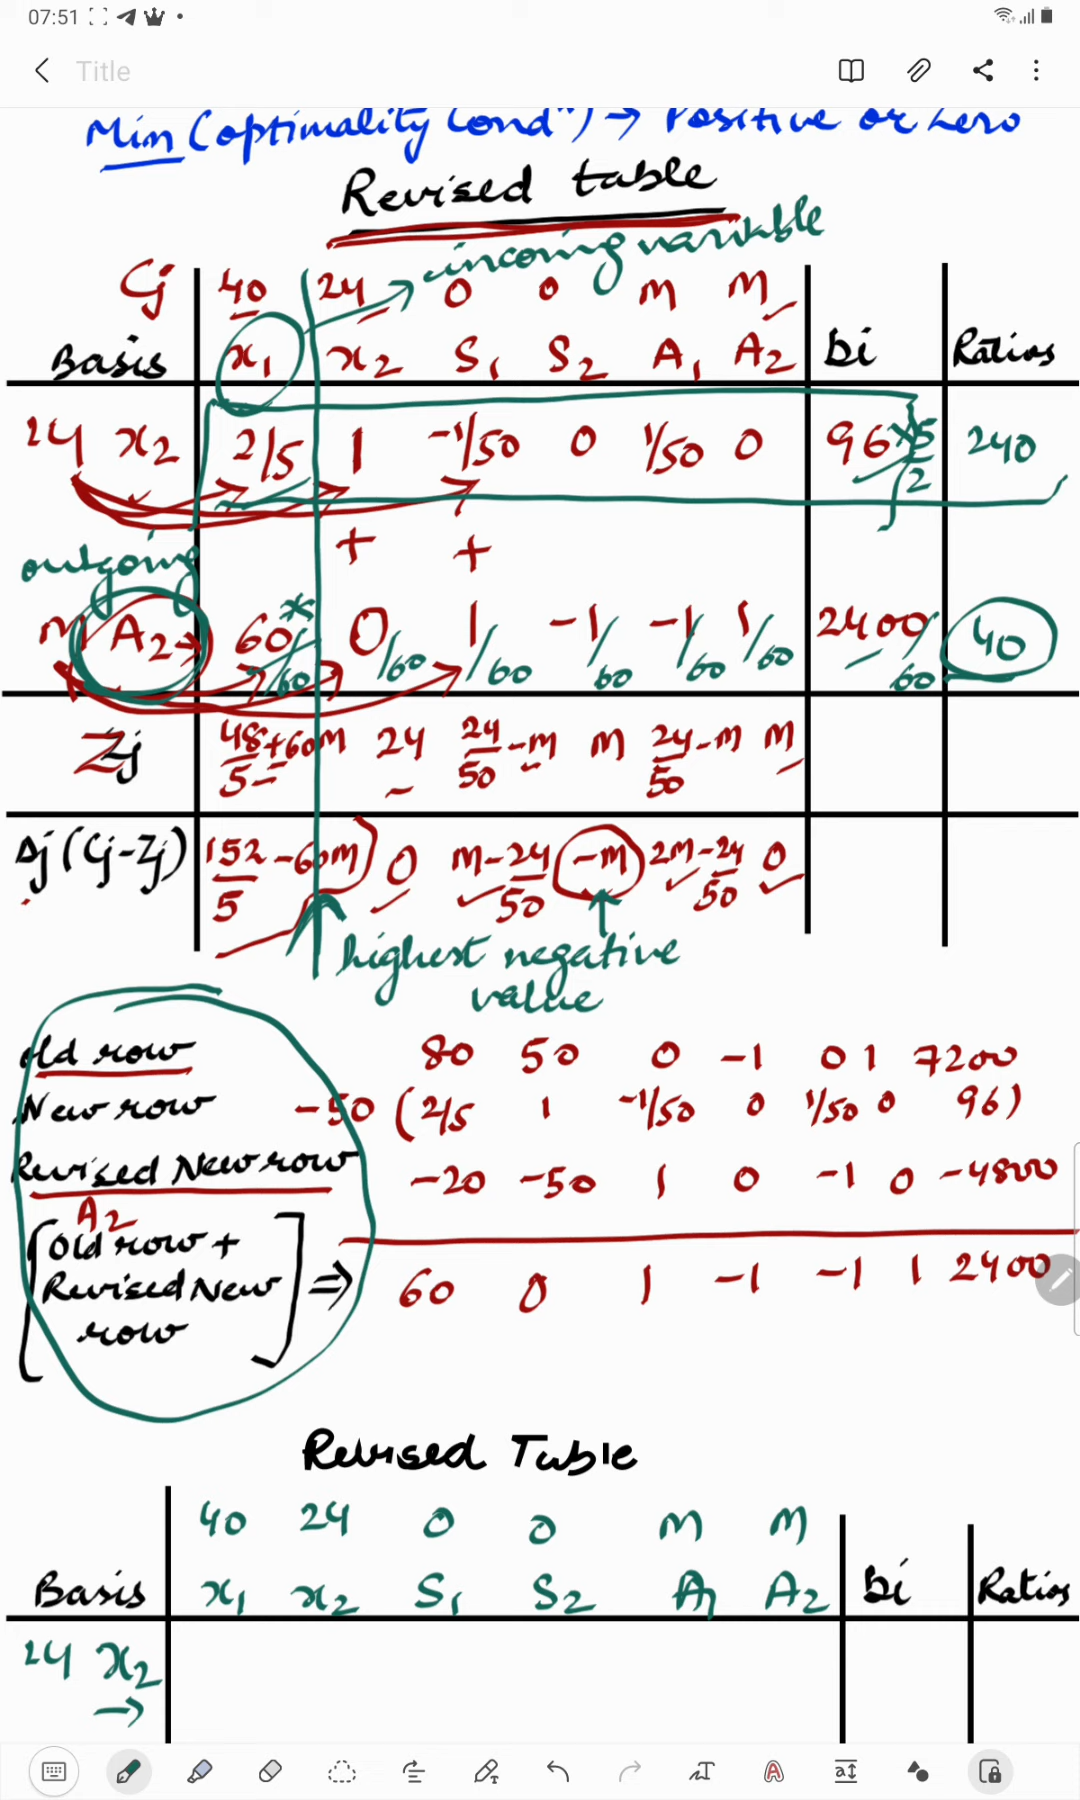 07:51
Title
Min (optimality Condn) → Positive or Zero
Revised table
incoming variable
Cj 40 24 0 0 M M
Basis x1 x2 S1 S2 A1 A2 bi Ratios
24 x2 2/5 1 -1/50 0 1/50 0 96×5/2 240
+ +
outgoing
M A2→ 60*/60 0/60 1/60 -1/60 -1/60 1/60 2400/60 40
Zj 48/5+60M 24 24/50-M M 24/50-M M
Δj (Cj-Zj) 152/5-60M 0 M-24/50 -M 2M-24/50 0
highest negative
value
Old row 80 50 0 -1 0 1 7200
New row -50 (2/5 1 -1/50 0 1/50 0 96)
Revised New row -20 -50 1 0 -1 0 -4800
A2
[Old row +
Revised New
row] ⇒ 60 0 1 -1 -1 1 2400
Revised Table
40 24 0 0 M M
Basis x1 x2 S1 S2 A1 A2 bi Ratios
24 x2
→